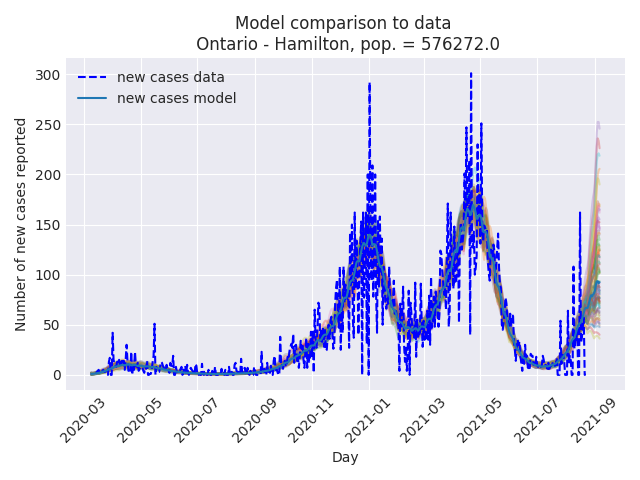 Model comparison to data
Ontario - Hamilton, pop. = 576272.0
new cases data
new cases model
Number of new cases reported
300
250
200
150
100
50
0
2020-03
2020-05
2020-07
2020-09
2020-11
2021-01
2021-03
2021-05
2021-07
2021-09
Day